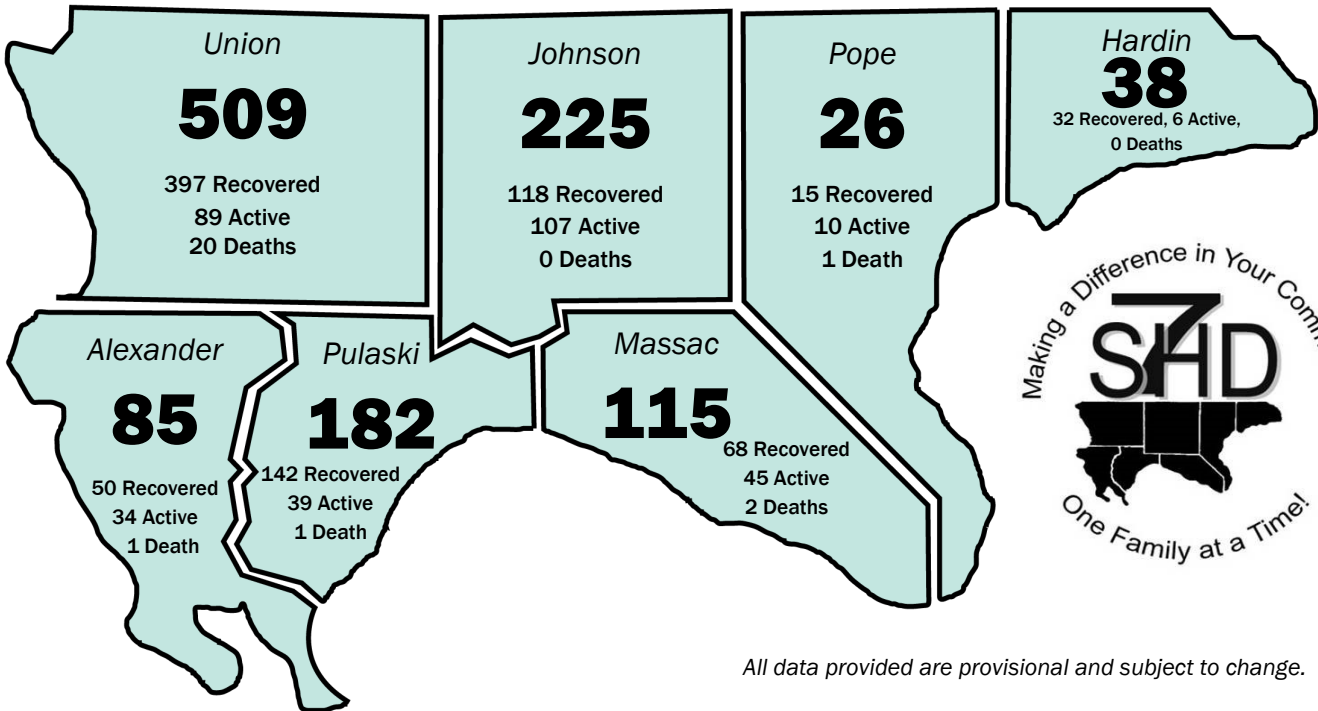 Union
509
397 Recovered
89 Active
20 Deaths
Johnson
225
118 Recovered
107 Active
0 Deaths
Pope
26
15 Recovered
10 Active
1 Death
Hardin
38
32 Recovered, 6 Active,
0 Deaths
Alexander
85
50 Recovered
34 Active
1 Death
Pulaski
182
142 Recovered
39 Active
1 Death
Massac
115
68 Recovered
45 Active
2 Deaths
Making a Difference in Your
S7HD
One Family at a Time!
All data provided are provisional and subject to change.